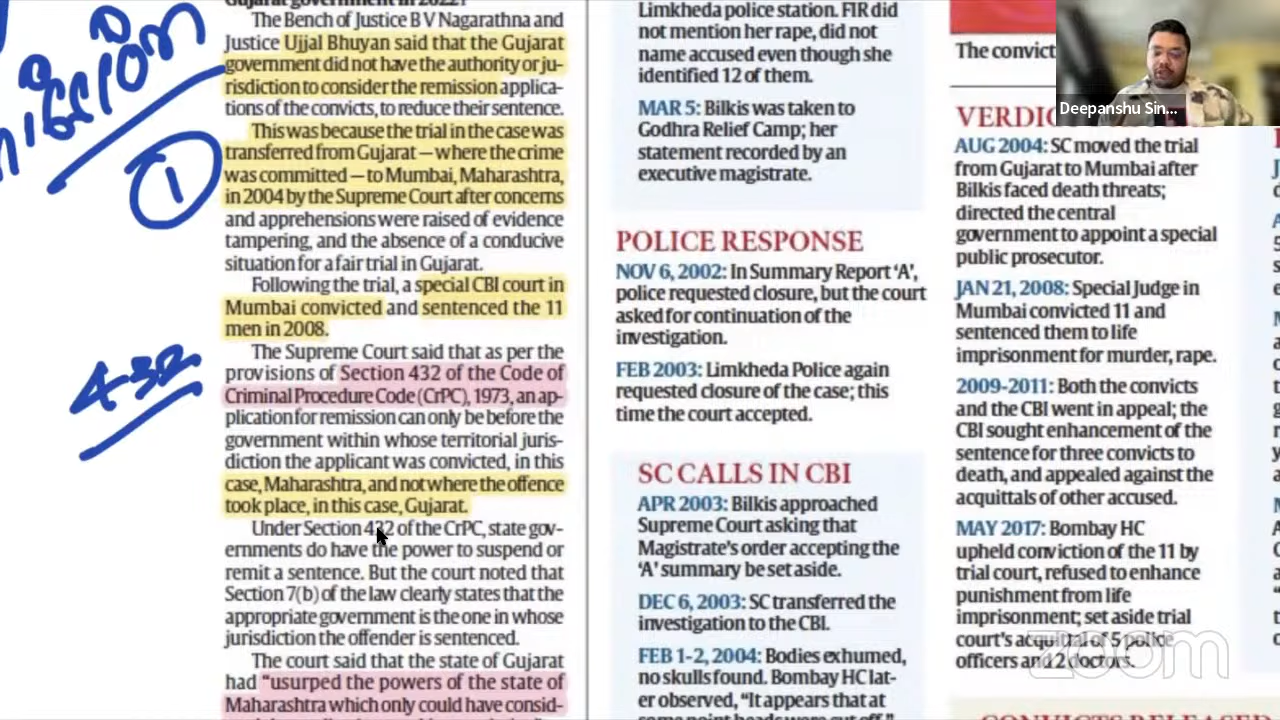 Gujarat government in 2022?
The Bench of Justice B V Nagarathna and
Justice Ujjal Bhuyan said that the Gujarat
government did not have the authority or ju-
risdiction to consider the remission applica-
tions of the convicts, to reduce their sentence.
This was because the trial in the case was
transferred from Gujarat — where the crime
was committed — to Mumbai, Maharashtra,
in 2004 by the Supreme Court after concerns
and apprehensions were raised of evidence
tampering, and the absence of a conducive
situation for a fair trial in Gujarat.
Following the trial, a special CBI court in
Mumbai convicted and sentenced the 11
men in 2008.
The Supreme Court said that as per the
provisions of Section 432 of the Code of
Criminal Procedure Code (CrPC), 1973, an ap-
plication for remission can only be before the
government within whose territorial juris-
diction the applicant was convicted, in this
case, Maharashtra, and not where the offence
took place, in this case, Gujarat.
Under Section 432 of the CrPC, state gov-
ernments do have the power to suspend or
remit a sentence. But the court noted that
Section 7(b) of the law clearly states that the
appropriate government is the one in whose
jurisdiction the offender is sentenced.
The court said that the state of Gujarat
had "usurped the powers of the state of
Maharashtra which only could have consid-
1
432
Limkheda police station. FIR did
not mention her rape, did not
name accused even though she
identified 12 of them.
MAR 5: Bilkis was taken to
Godhra Relief Camp; her
statement recorded by an
executive magistrate.
POLICE RESPONSE
NOV 6, 2002: In Summary Report 'A',
police requested closure, but the court
asked for continuation of the
investigation.
FEB 2003: Limkheda Police again
requested closure of the case; this
time the court accepted.
SC CALLS IN CBI
APR 2003: Bilkis approached
Supreme Court asking that
Magistrate's order accepting the
'A' summary be set aside.
DEC 6, 2003: SC transferred the
investigation to the CBI.
FEB 1-2, 2004: Bodies exhumed,
no skulls found. Bombay HC lat-
er observed, "It appears that at
some point heads were cut off."
The convict
Deepanshu Sin...
VERDIC
AUG 2004: SC moved the trial
from Gujarat to Mumbai after
Bilkis faced death threats;
directed the central
government to appoint a special
public prosecutor.
JAN 21, 2008: Special Judge in
Mumbai convicted 11 and
sentenced them to life
imprisonment for murder, rape.
2009-2011: Both the convicts
and the CBI went in appeal; the
CBI sought enhancement of the
sentence for three convicts to
death, and appealed against the
acquittals of other accused.
MAY 2017: Bombay HC
upheld conviction of the 11 by
trial court, refused to enhance
punishment from life
imprisonment; set aside trial
court's acquittal of 5 police
officers and 2 doctors.
CONVICTS RELEASED
zoom